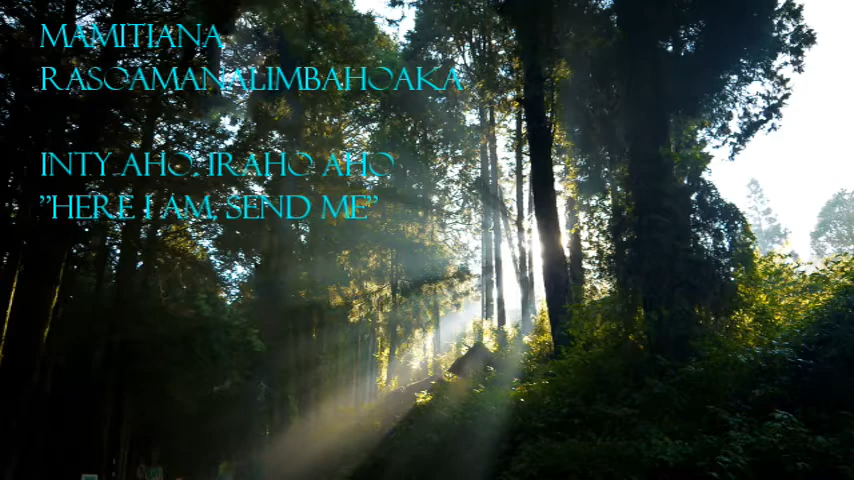 MAMITIANA
RASOAMANALIMBAHOAKA
INTY AHO, IRAHO AHO
"HERE I AM, SEND ME"